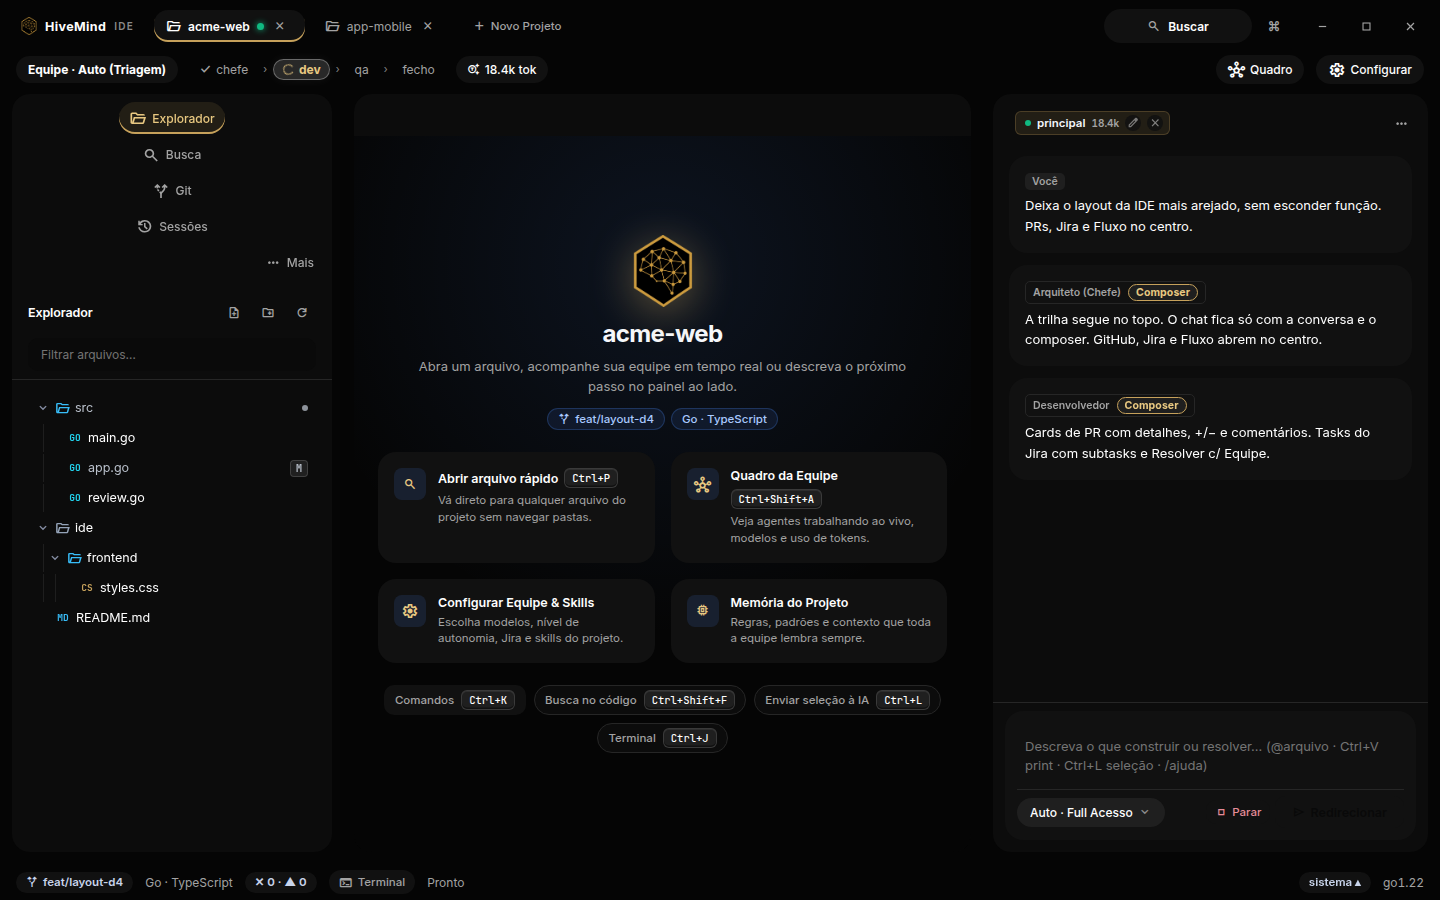 HiveMind IDE
acme-web
app-mobile
Novo Projeto
Buscar
Equipe · Auto (Triagem)
chefe
dev
qa
fecho
18.4k tok
Quadro
Configurar
Explorador
Busca
Git
Sessões
Mais
Explorador
Filtrar arquivos...
src
GO main.go
GO app.go M
GO review.go
ide
frontend
CS styles.css
MD README.md
acme-web
Abra um arquivo, acompanhe sua equipe em tempo real ou descreva o próximo
passo no painel ao lado.
feat/layout-d4
Go · TypeScript
Abrir arquivo rápido Ctrl+P
Vá direto para qualquer arquivo do
projeto sem navegar pastas.
Quadro da Equipe
Ctrl+Shift+A
Veja agentes trabalhando ao vivo,
modelos e uso de tokens.
Configurar Equipe & Skills
Escolha modelos, nível de
autonomia, Jira e skills do projeto.
Memória do Projeto
Regras, padrões e contexto que toda
a equipe lembra sempre.
Comandos Ctrl+K
Busca no código Ctrl+Shift+F
Enviar seleção à IA Ctrl+L
Terminal Ctrl+J
principal 18.4k
Você
Deixa o layout da IDE mais arejado, sem esconder função.
PRs, Jira e Fluxo no centro.
Arquiteto (Chefe) Composer
A trilha segue no topo. O chat fica só com a conversa e o
composer. GitHub, Jira e Fluxo abrem no centro.
Desenvolvedor Composer
Cards de PR com detalhes, +/− e comentários. Tasks do
Jira com subtasks e Resolver c/ Equipe.
Descreva o que construir ou resolver... (@arquivo · Ctrl+V
print · Ctrl+L seleção · /ajuda)
Auto · Full Acesso
Parar
Redirecionar
feat/layout-d4
Go · TypeScript
✕ 0 · ▲ 0
Terminal
Pronto
sistema ▴
go1.22